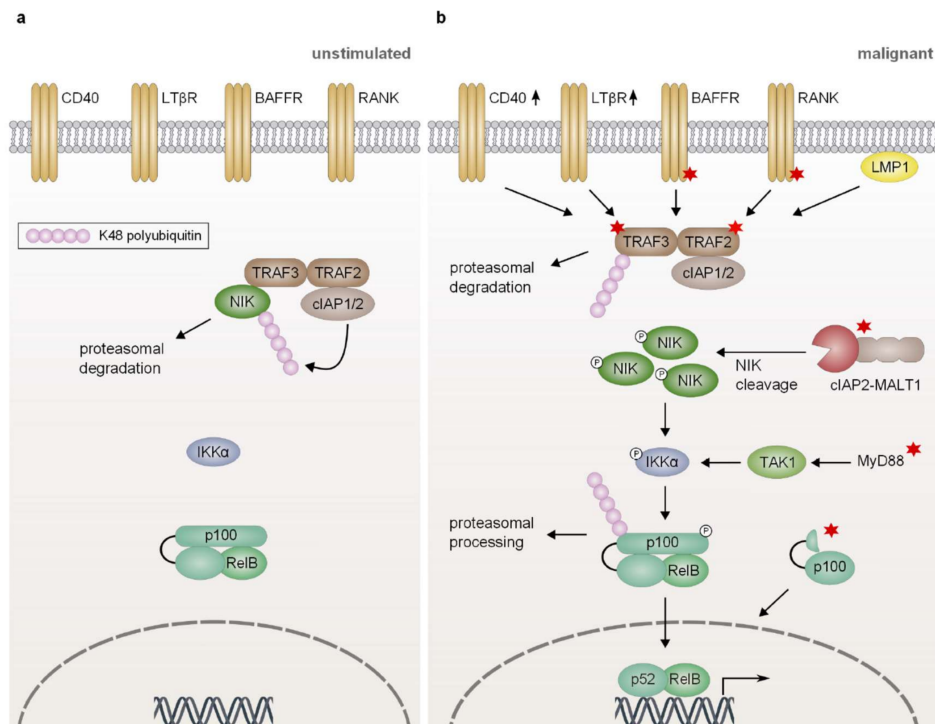 a
unstimulated
CD40
LTβR
BAFFR
RANK
K48 polyubiquitin
TRAF3
TRAF2
NIK
cIAP1/2
proteasomal
degradation
IKKα
p100
RelB
b
malignant
CD40
LTβR
BAFFR
RANK
LMP1
TRAF3
TRAF2
cIAP1/2
proteasomal
degradation
P
NIK
P
NIK
P
NIK
NIK
cleavage
cIAP2-MALT1
P
IKKα
TAK1
MyD88
proteasomal
processing
P
p100
RelB
p100
p52
RelB